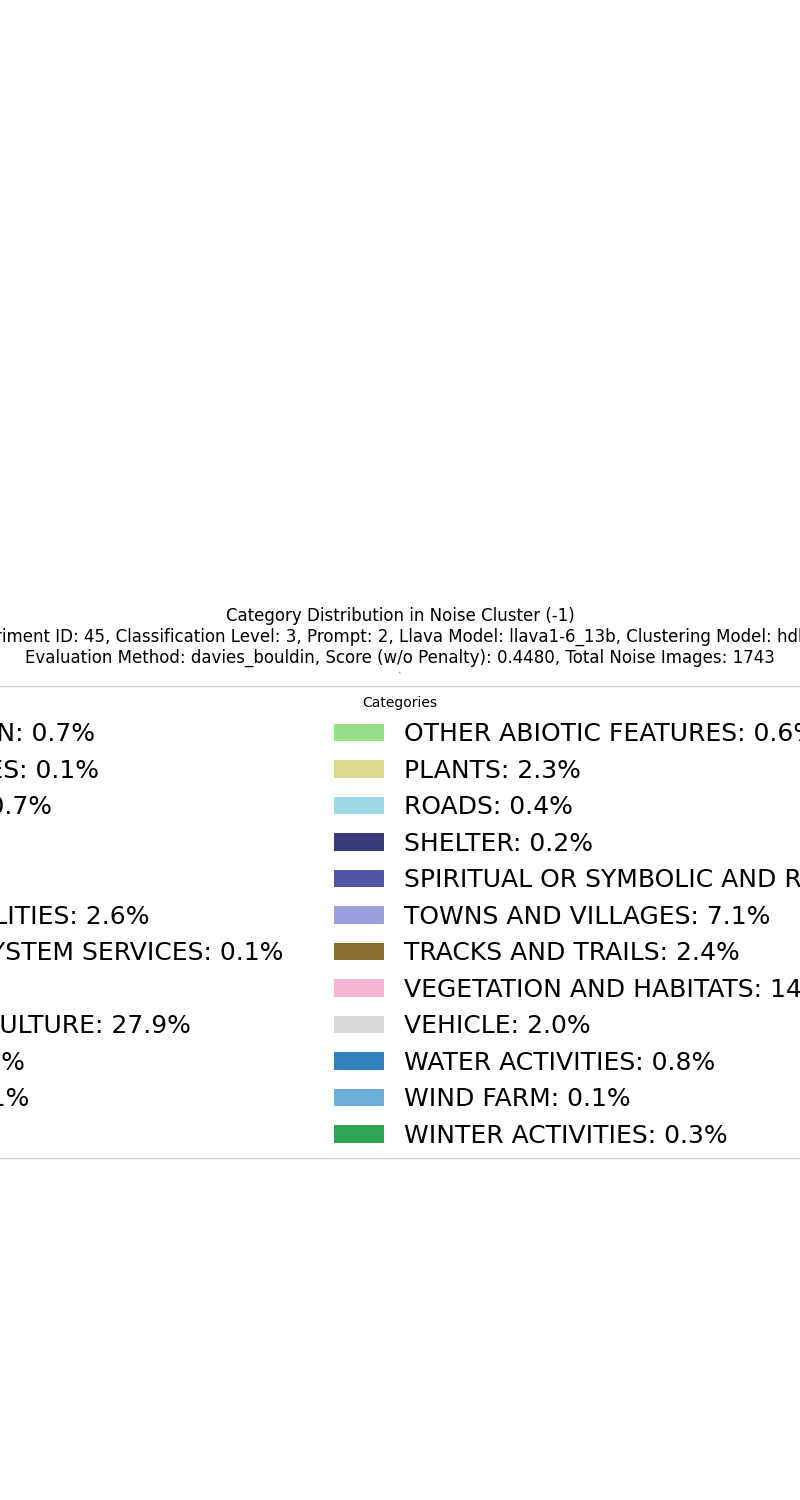 Category Distribution in Noise Cluster (-1)
ID: 45, Classification Level: 3, Prompt: 2, Llava Model: llava1-6_13b, Clustering Model:
Evaluation Method: davies_bouldin, Score (w/o Penalty): 0.4480, Total Noise Images: 1743
Categories
N: 0.7%
ES: 0.1%
0.7%
LITIES: 2.6%
YSTEM SERVICES: 0.1%
ULTURE: 27.9%
%
1%
OTHER ABIOTIC FEATURES: 0.6%
PLANTS: 2.3%
ROADS: 0.4%
SHELTER: 0.2%
SPIRITUAL OR SYMBOLIC AND R
TOWNS AND VILLAGES: 7.1%
TRACKS AND TRAILS: 2.4%
VEGETATION AND HABITATS: 14
VEHICLE: 2.0%
WATER ACTIVITIES: 0.8%
WIND FARM: 0.1%
WINTER ACTIVITIES: 0.3%